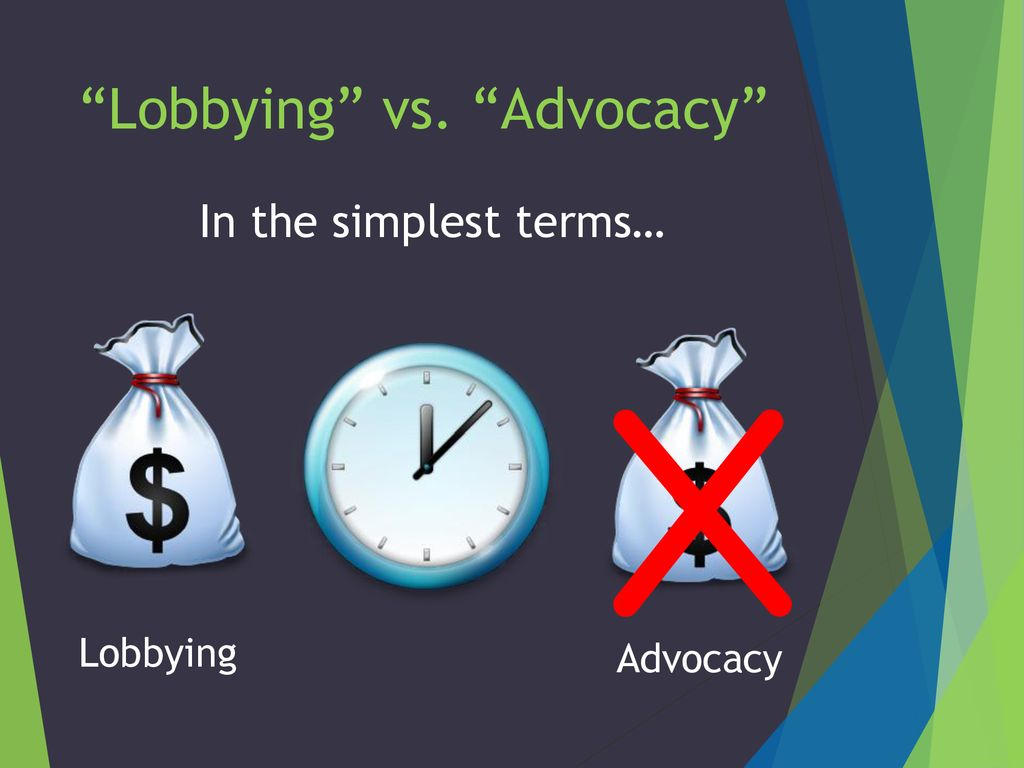 “Lobbying” vs. “Advocacy”
In the simplest terms…
$
$
Lobbying
Advocacy